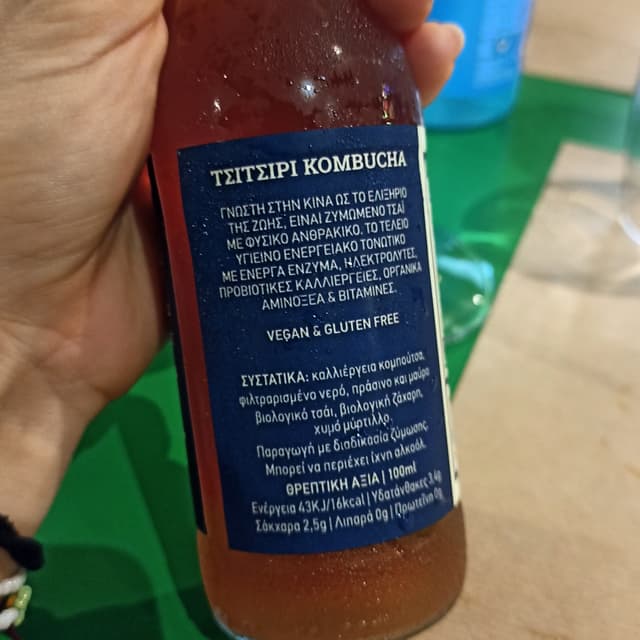 ΤΣΙΤΣΙΡΙ KOMBUCHA
ΓΝΩΣΤΗ ΣΤΗΝ ΚΙΝΑ ΩΣ ΤΟ ΕΛΙΞΗΡΙΟ
ΤΗΣ ΖΩΗΣ, ΕΙΝΑΙ ΖΥΜΩΜΕΝΟ ΤΣΑΪ
ΜΕ ΦΥΣΙΚΟ ΑΝΘΡΑΚΙΚΟ. ΤΟ ΤΕΛΕΙΟ
ΥΓΙΕΙΝΟ ΕΝΕΡΓΕΙΑΚΟ ΤΟΝΩΤΙΚΟ
ΜΕ ΕΝΕΡΓΑ ΕΝΖΥΜΑ, ΗΛΕΚΤΡΟΛΥΤΕΣ,
ΠΡΟΒΙΟΤΙΚΕΣ ΚΑΛΛΙΕΡΓΕΙΕΣ, ΟΡΓΑΝΙΚΑ
ΑΜΙΝΟΞΕΑ & ΒΙΤΑΜΙΝΕΣ.
VEGAN & GLUTEN FREE
ΣΥΣΤΑΤΙΚΑ: καλλιέργεια κομπούτσα,
φιλτραρισμένο νερό, πράσινο και μαύρο
βιολογικό τσάι, βιολογική ζάχαρη,
χυμό μύρτιλλο.
Παραγωγή με διαδικασία ζύμωσης.
Μπορεί να περιέχει ίχνη αλκοόλ.
ΘΡΕΠΤΙΚΗ ΑΞΙΑ | 100ml
Ενέργεια 43KJ/16kcal | Υδατάνθακες 3,4g
Σάκχαρα 2,5g | Λιπαρά 0g | Πρωτεΐνη 0g